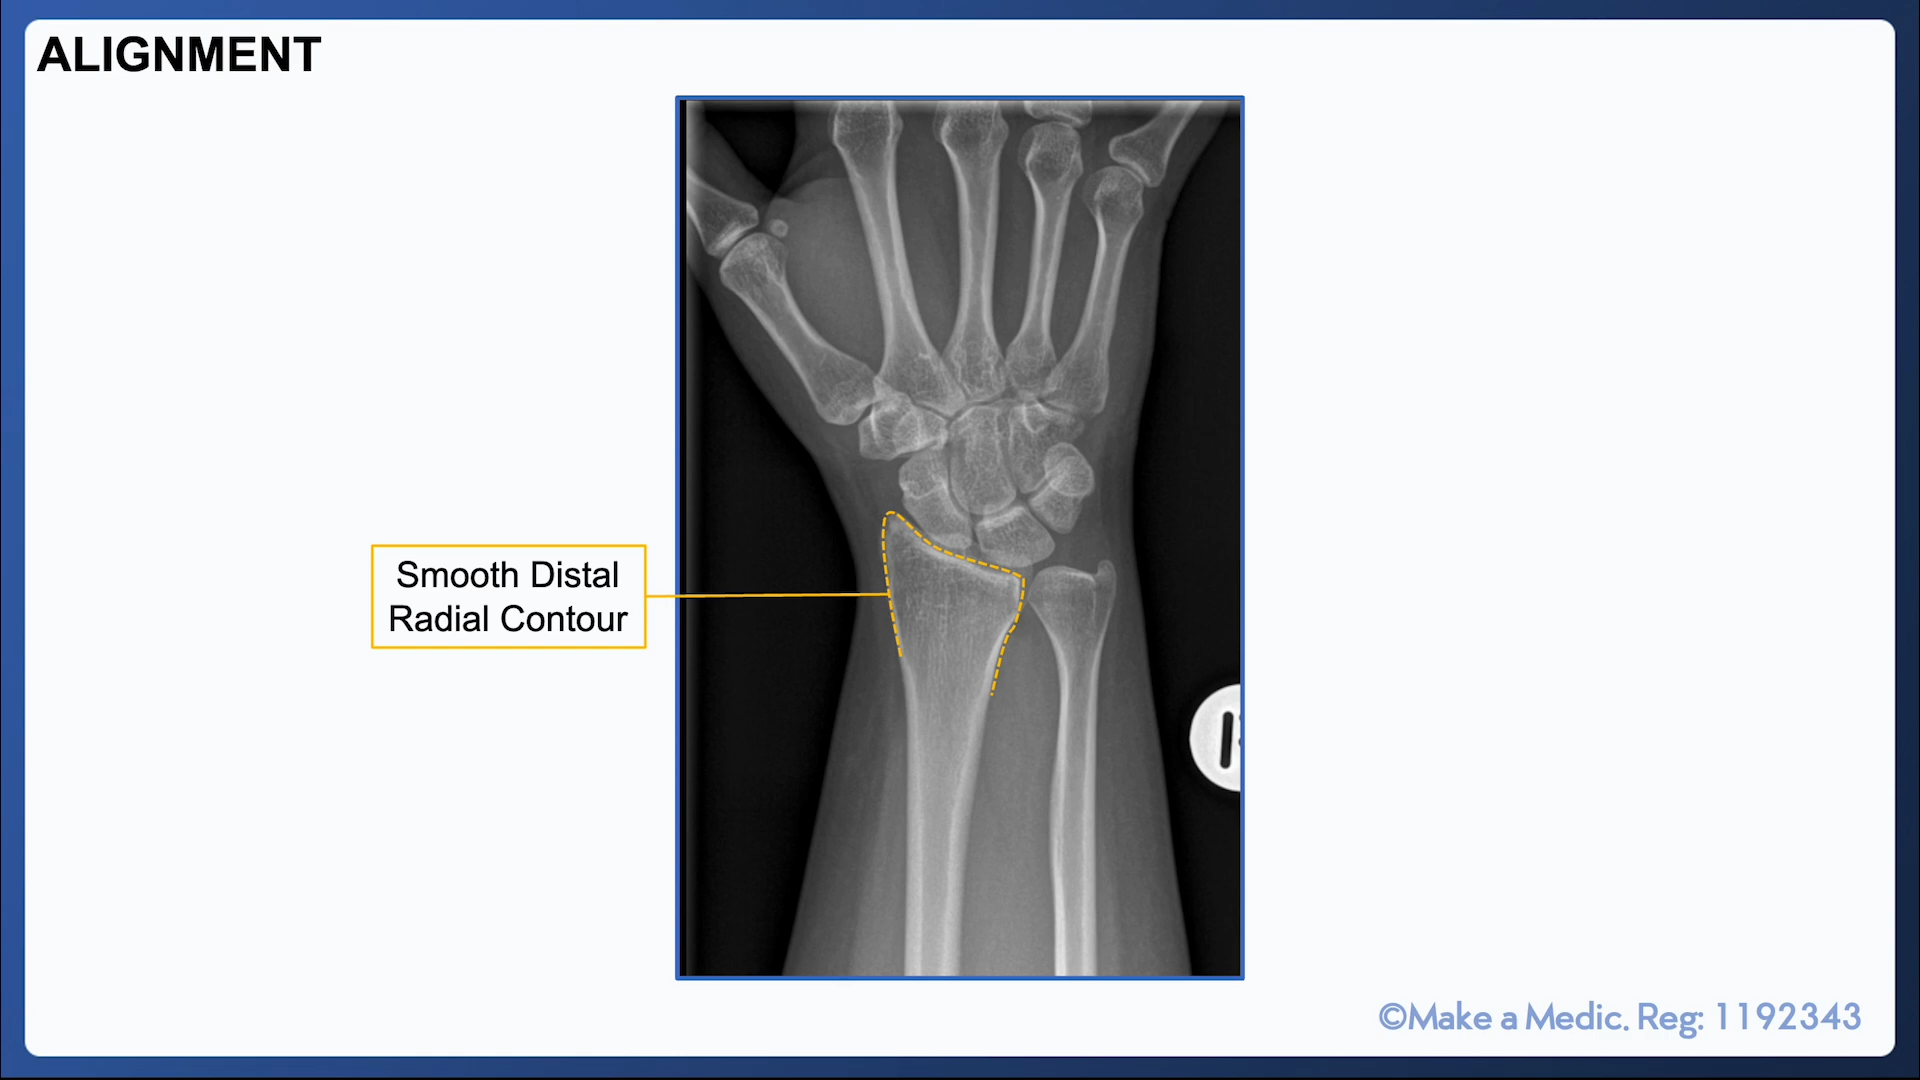 ALIGNMENT
Smooth Distal
Radial Contour
©Make a Medic. Reg: 1192343